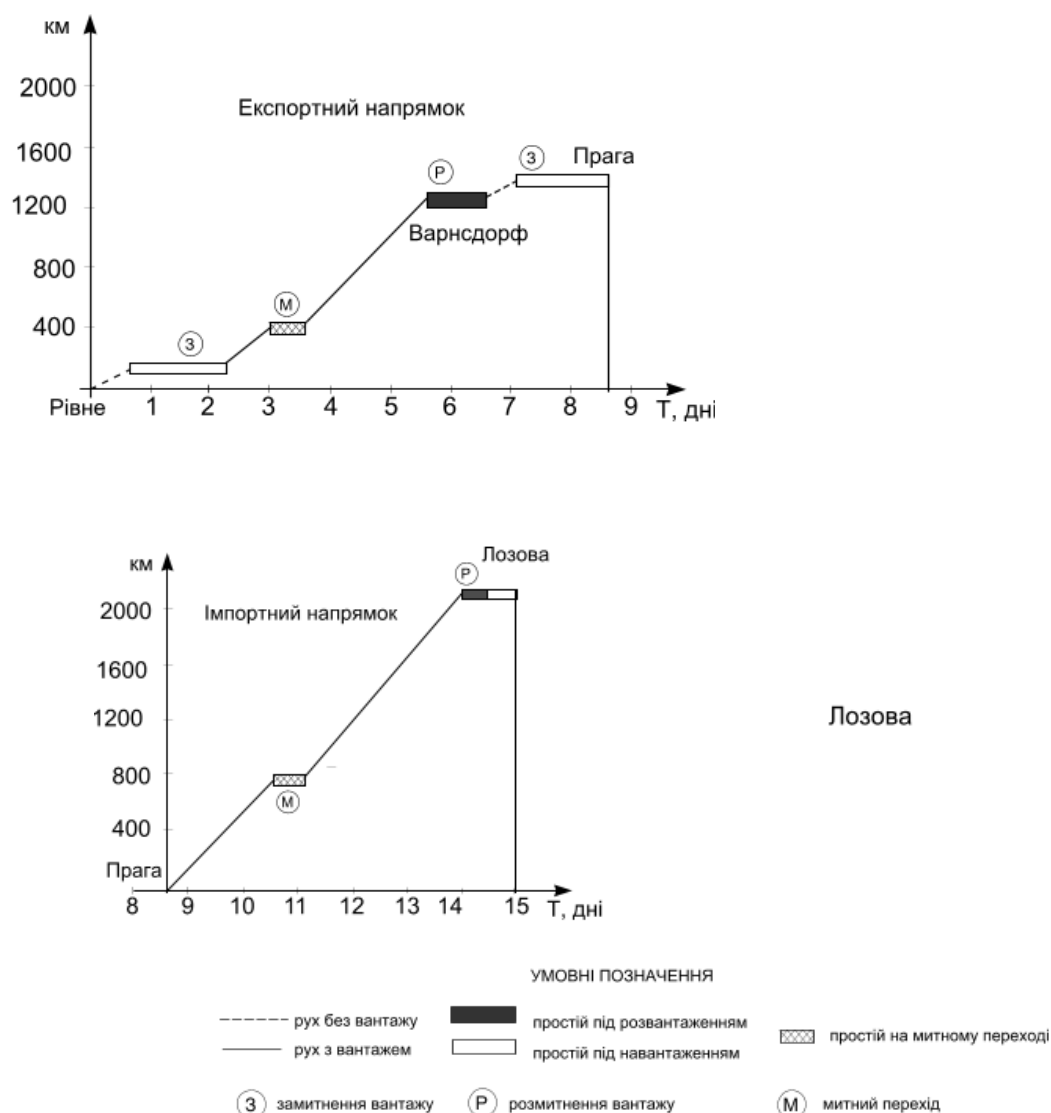 км
2000
Експортний напрямок
1600
З
Прага
Р
1200
Варнсдорф
800
М
400
З
Рівне 1 2 3 4 5 6 7 8 9 Т, дні
Лозова
км
Р
2000
Імпортний напрямок
1600
1200
Лозова
800
М
400
Прага
8 9 10 11 12 13 14 15 Т, дні
УМОВНІ ПОЗНАЧЕННЯ
рух без вантажу
простій під розвантаженням
простій на митному переході
рух з вантажем
простій під навантаженням
З замитнення вантажу
Р розмитнення вантажу
М митний перехід